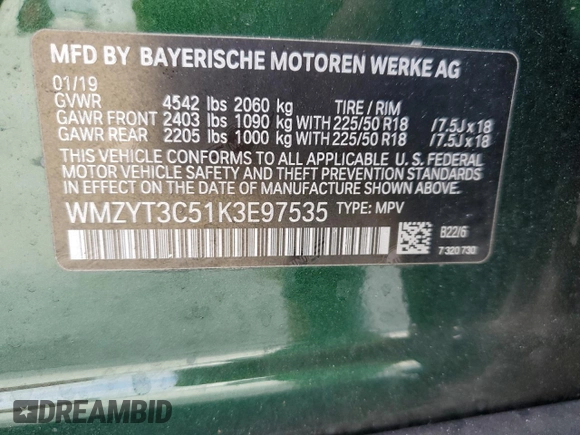 MFD BY BAYERISCHE MOTOREN WERKE AG
01/19
GVWR 4542 lbs 2060 kg TIRE / RIM
GAWR FRONT 2403 lbs 1090 kg WITH 225/50 R18 /7.5J x 18
GAWR REAR 2205 lbs 1000 kg WITH 225/50 R18 /7.5J x 18
THIS VEHICLE CONFORMS TO ALL APPLICABLE U. S. FEDERAL
MOTOR VEHICLE SAFETY AND THEFT PREVENTION STANDARDS
IN EFFECT ON THE DATE OF MANUFACTURE SHOWN ABOVE.
WMZYT3C51K3E97535 TYPE: MPV
B22/6
7 320 730
DREAMBID